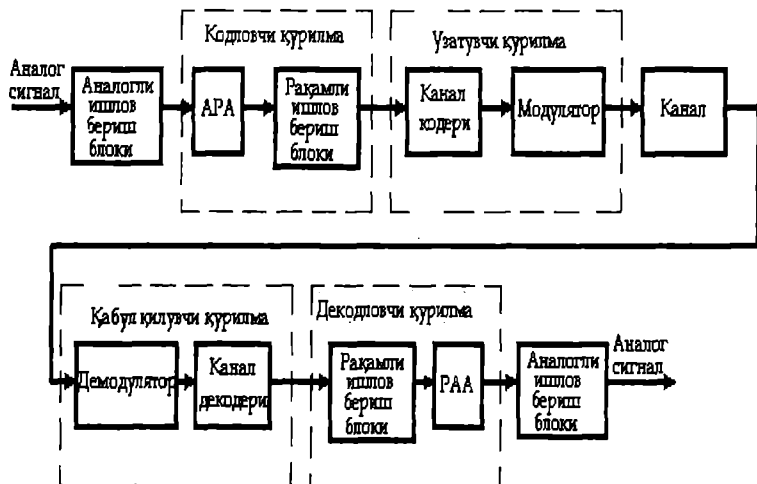 Кодловчи қурилма
Узатувчи қурилма
Аналог
сигнал
Аналогли
ишлов
бериш
блоки
АРА
Рақамли
ишлов
бериш
блоки
Канал
кодери
Модулятор
Канал
Қабул қилувчи қурилма
Декодловчи қурилма
Демодулятор
Канал
декодери
Рақамли
ишлов
бериш
блоки
РАА
Аналогли
ишлов
бериш
блоки
Аналог
сигнал